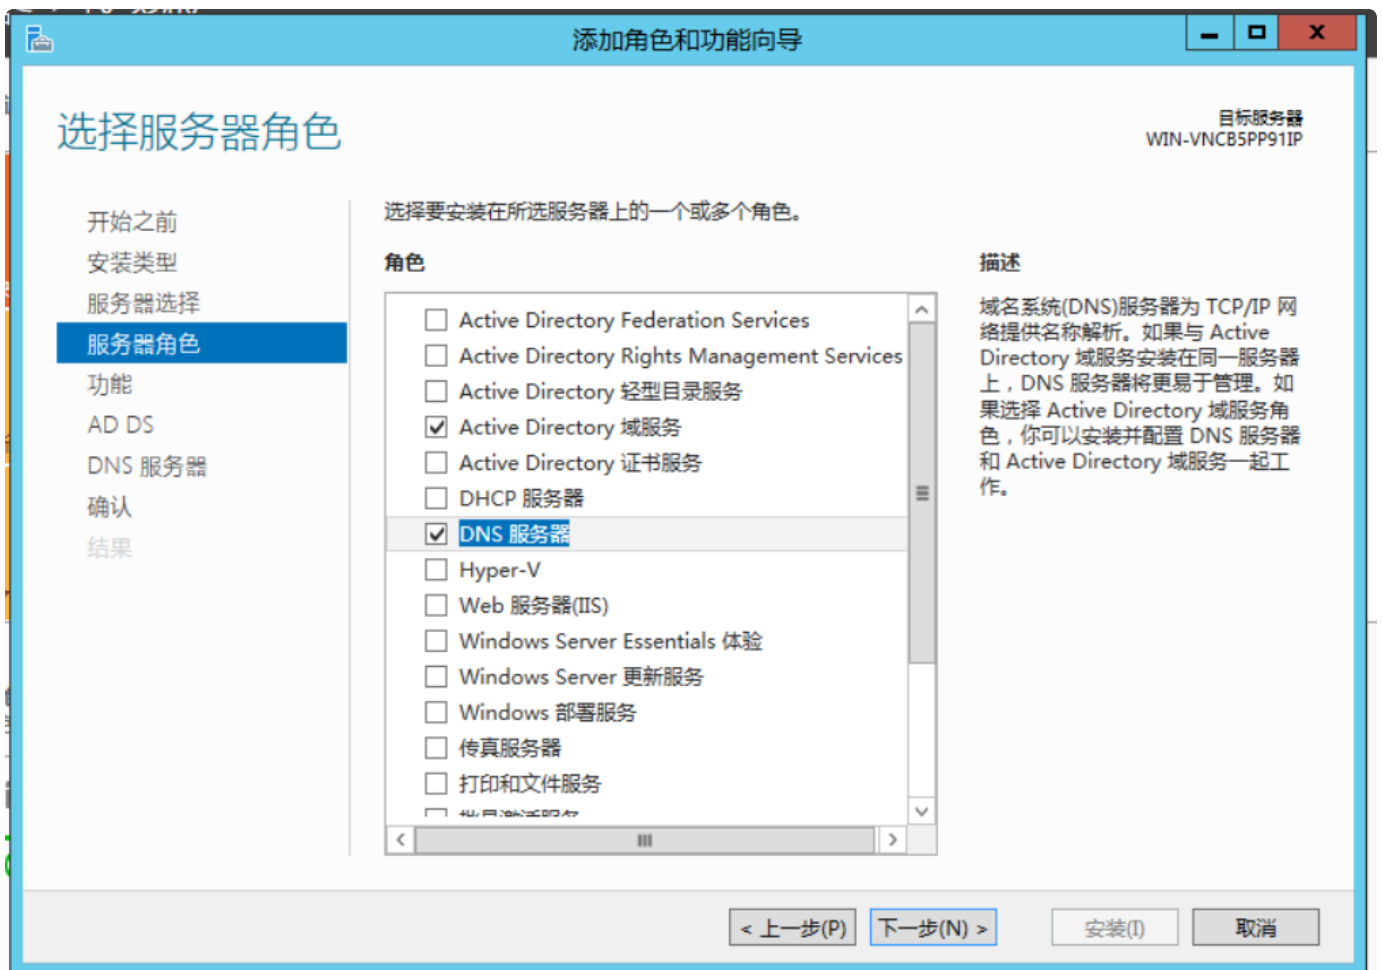 添加角色和功能向导
选择服务器角色
目标服务器
WIN-VNCB5PP91IP
开始之前
安装类型
服务器选择
服务器角色
功能
AD DS
DNS 服务器
确认
结果
选择要安装在所选服务器上的一个或多个角色。
角色
Active Directory Federation Services
Active Directory Rights Management Services
Active Directory 轻型目录服务
Active Directory 域服务
Active Directory 证书服务
DHCP 服务器
DNS 服务器
Hyper-V
Web 服务器(IIS)
Windows Server Essentials 体验
Windows Server 更新服务
Windows 部署服务
传真服务器
打印和文件服务
批量激活服务
描述
域名系统(DNS)服务器为 TCP/IP 网
络提供名称解析。如果与 Active
Directory 域服务安装在同一服务器
上，DNS 服务器将更易于管理。如
果选择 Active Directory 域服务角
色，你可以安装并配置 DNS 服务器
和 Active Directory 域服务一起工
作。
< 上一步(P)
下一步(N) >
安装(I)
取消